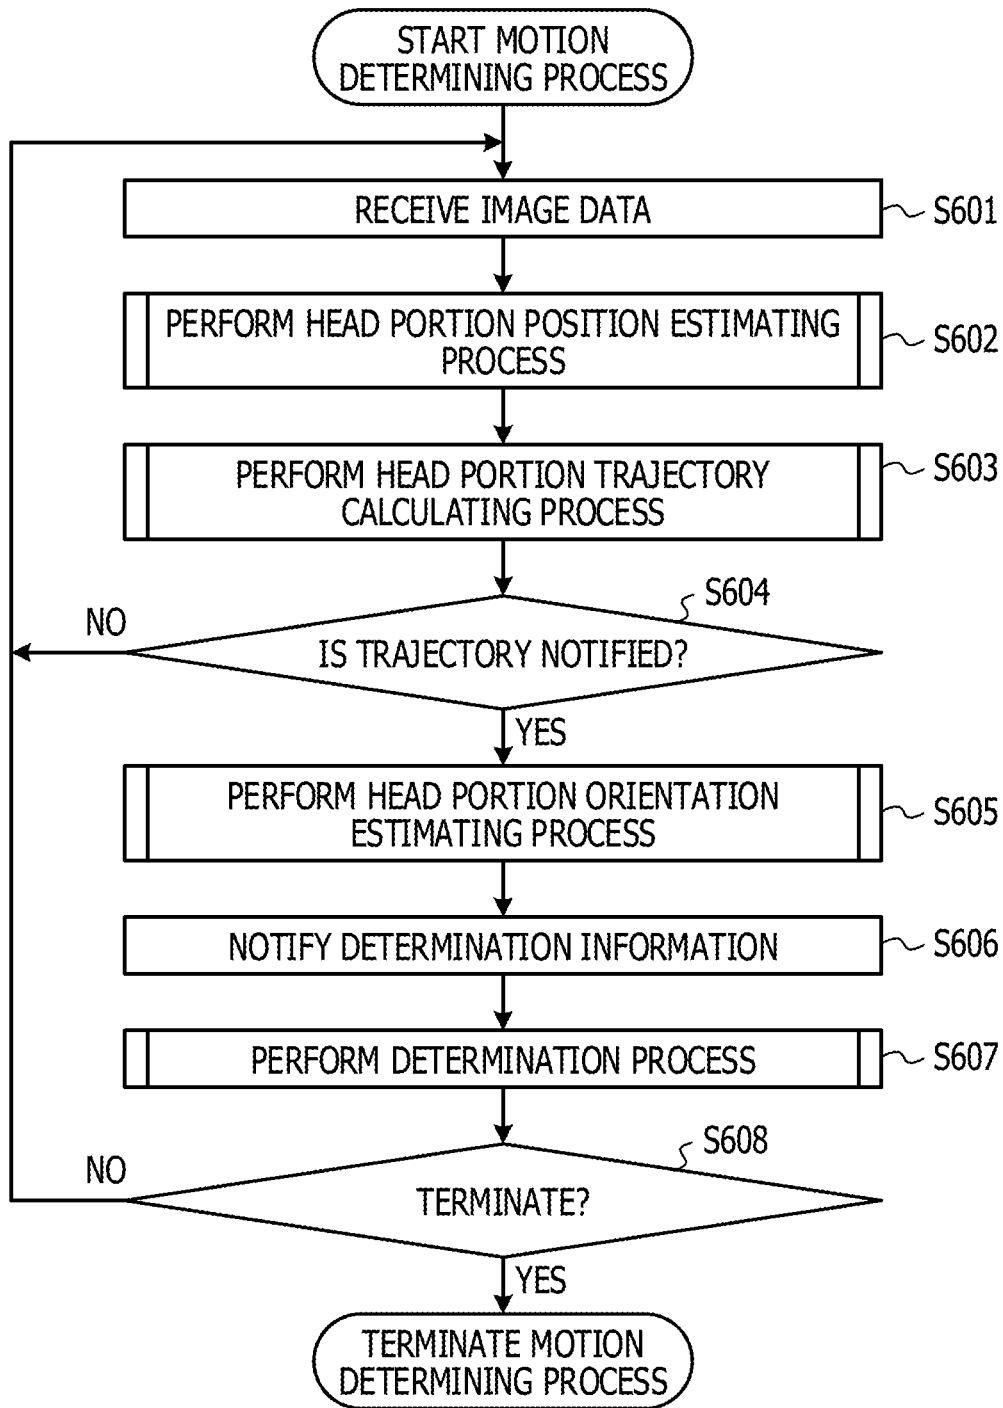 START MOTION
DETERMINING PROCESS
RECEIVE IMAGE DATA
S601
PERFORM HEAD PORTION POSITION ESTIMATING
PROCESS
S602
PERFORM HEAD PORTION TRAJECTORY
CALCULATING PROCESS
S603
S604
NO
IS TRAJECTORY NOTIFIED?
YES
PERFORM HEAD PORTION ORIENTATION
ESTIMATING PROCESS
S605
NOTIFY DETERMINATION INFORMATION
S606
PERFORM DETERMINATION PROCESS
S607
S608
NO
TERMINATE?
YES
TERMINATE MOTION
DETERMINING PROCESS